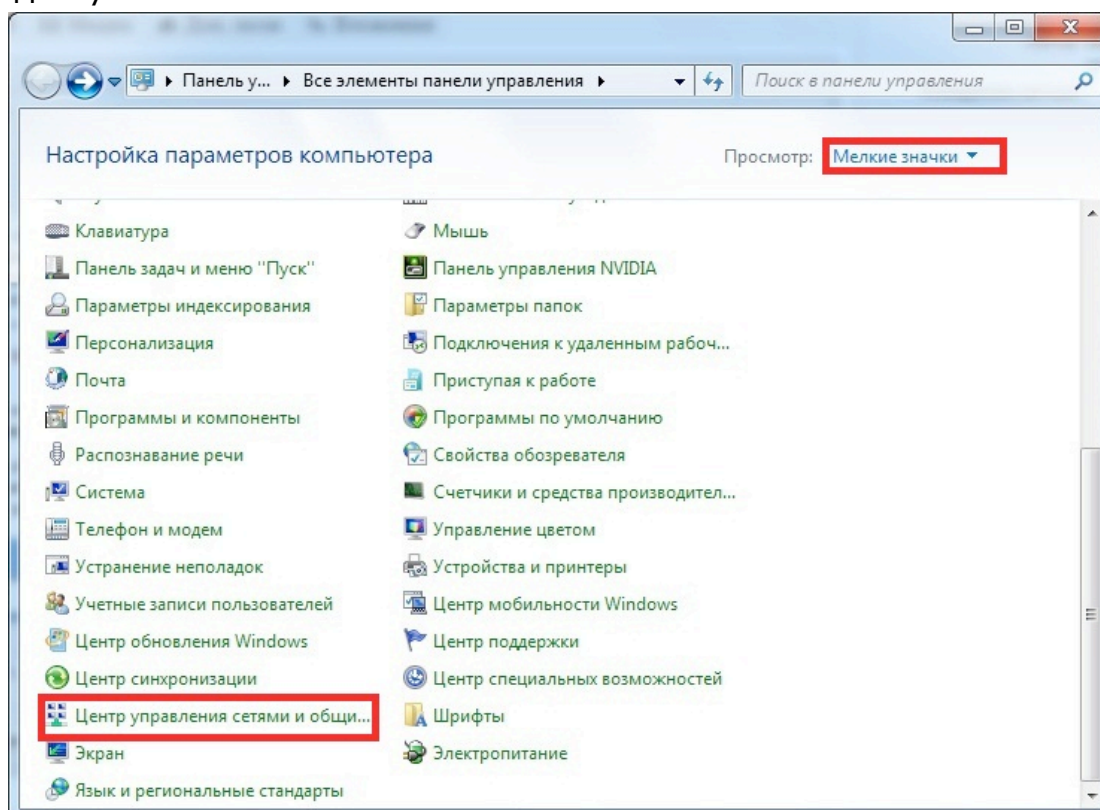 Панель у... Все элементы панели управления Поиск в панели управления
Настройка параметров компьютера Просмотр: Мелкие значки
Клавиатура Мышь
Панель задач и меню "Пуск" Панель управления NVIDIA
Параметры индексирования Параметры папок
Персонализация Подключения к удаленным рабоч...
Почта Приступая к работе
Программы и компоненты Программы по умолчанию
Распознавание речи Свойства обозревателя
Система Счетчики и средства производител...
Телефон и модем Управление цветом
Устранение неполадок Устройства и принтеры
Учетные записи пользователей Центр мобильности Windows
Центр обновления Windows Центр поддержки
Центр синхронизации Центр специальных возможностей
Центр управления сетями и общи... Шрифты
Экран Электропитание
Язык и региональные стандарты